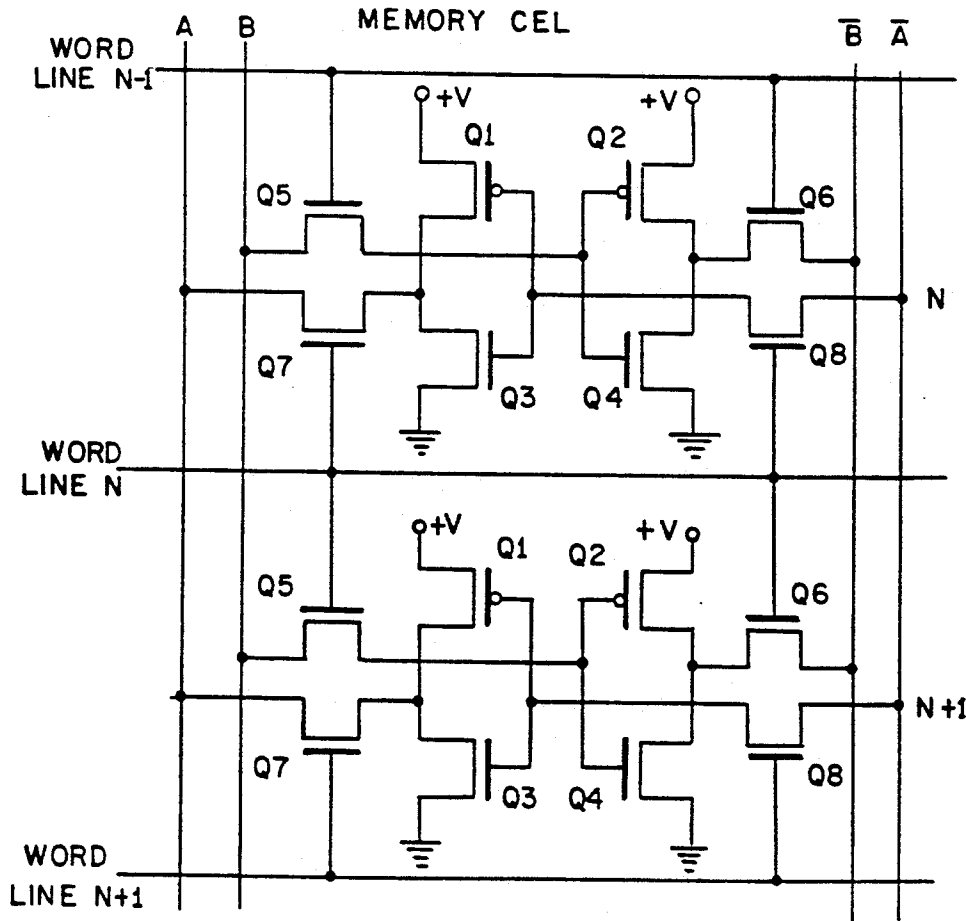 MEMORY CEL
A B B̅ A̅
WORD
LINE N-1
+V +V
Q1 Q2
Q5 Q6
N
Q7 Q8
Q3 Q4
WORD
LINE N
+V +V
Q1 Q2
Q5 Q6
N+1
Q7 Q8
Q3 Q4
WORD
LINE N+1